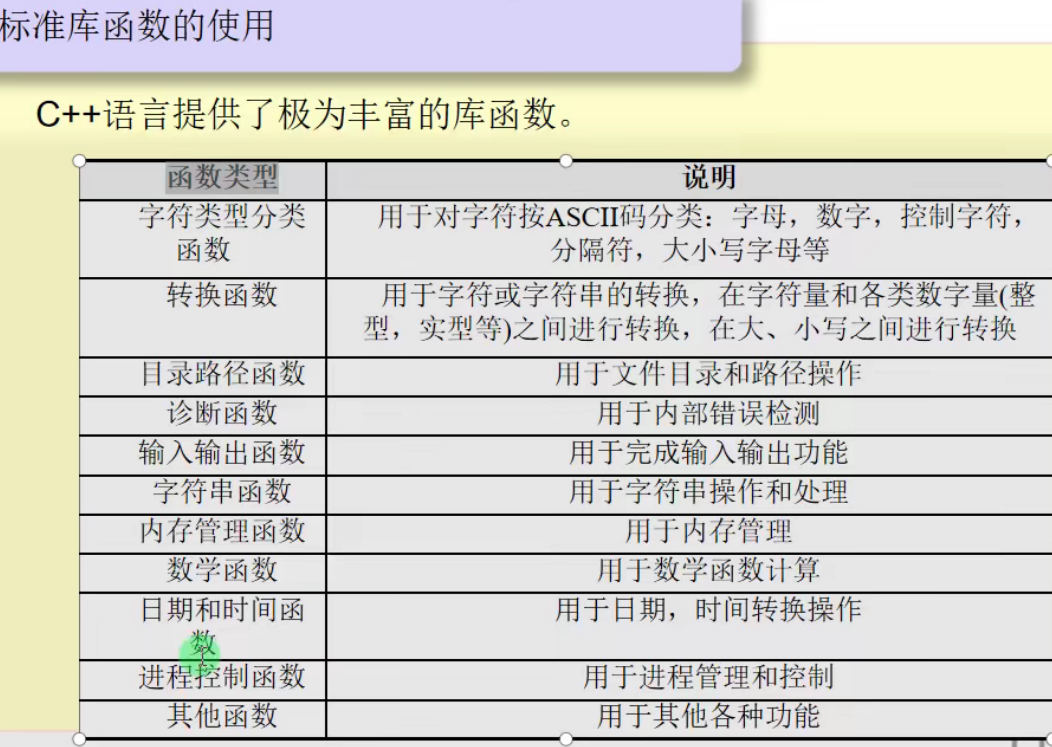 标准库函数的使用
C++语言提供了极为丰富的库函数。
函数类型
说明
字符类型分类
函数
用于对字符按ASCII码分类：字母，数字，控制字符，
分隔符，大小写字母等
转换函数
用于字符或字符串的转换，在字符量和各类数字量(整
型，实型等)之间进行转换，在大、小写之间进行转换
目录路径函数
用于文件目录和路径操作
诊断函数
用于内部错误检测
输入输出函数
用于完成输入输出功能
字符串函数
用于字符串操作和处理
内存管理函数
用于内存管理
数学函数
用于数学函数计算
日期和时间函
数
用于日期，时间转换操作
进程控制函数
用于进程管理和控制
其他函数
用于其他各种功能